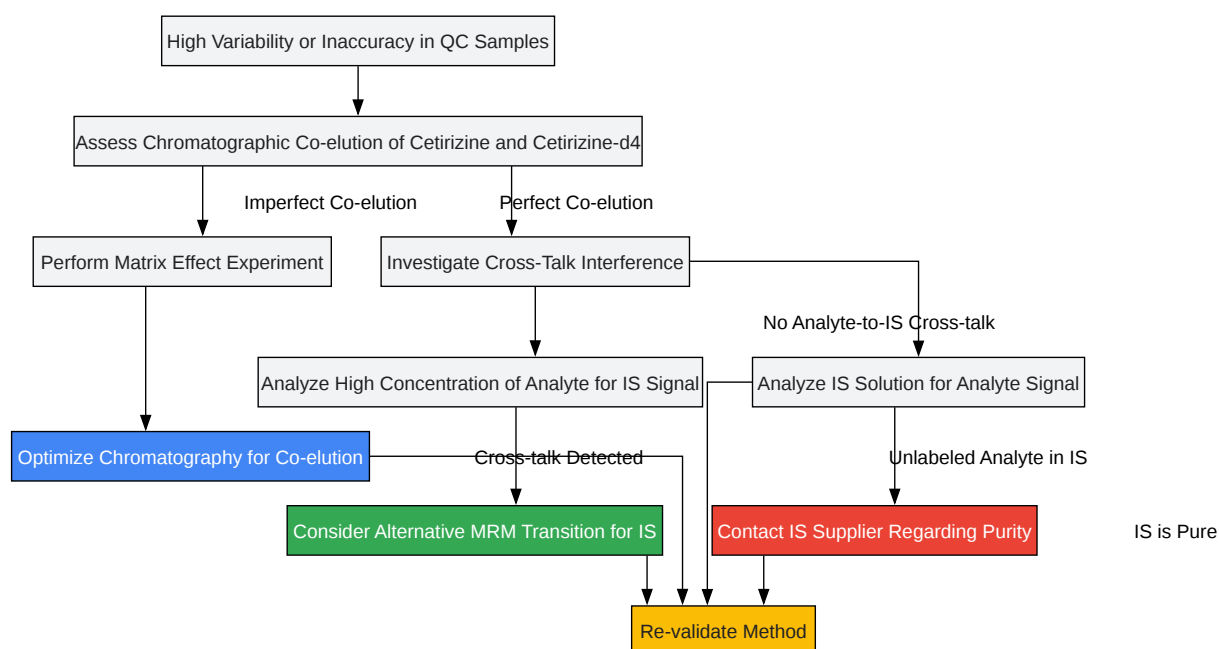 High Variability or Inaccuracy in QC Samples
Assess Chromatographic Co-elution of Cetirizine and Cetirizine-d4
Imperfect Co-elution
Perfect Co-elution
Perform Matrix Effect Experiment
Investigate Cross-Talk Interference
No Analyte-to-IS Cross-talk
Analyze High Concentration of Analyte for IS Signal
Analyze IS Solution for Analyte Signal
Optimize Chromatography for Co-elution
Cross-talk Detected
Unlabeled Analyte in IS
Consider Alternative MRM Transition for IS
Contact IS Supplier Regarding Purity
IS is Pure
Re-validate Method